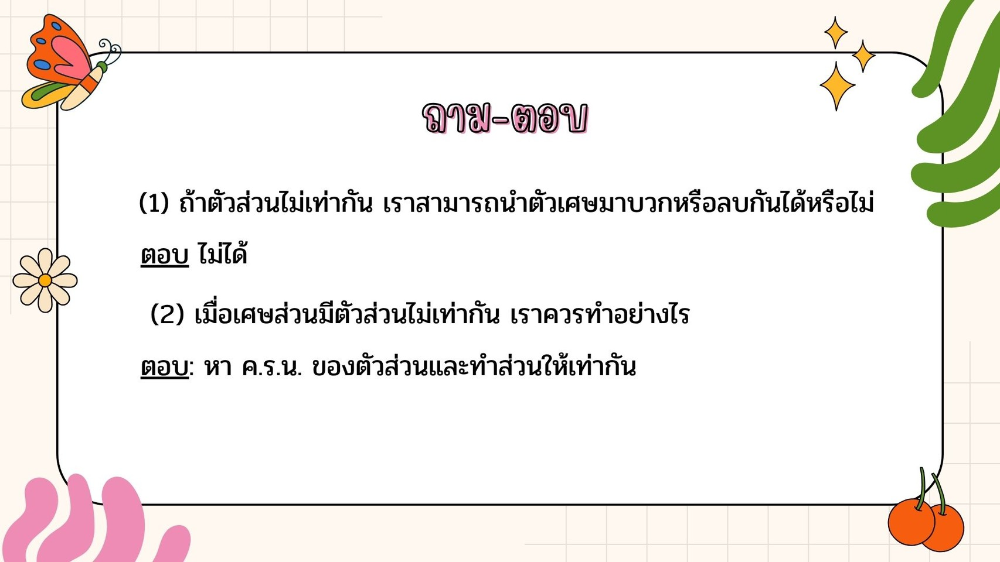 ถาม-ตอบ
(1) ถ้าตัวส่วนไม่เท่ากัน เราสามารถนำตัวเศษมาบวกหรือลบกันได้หรือไม่
ตอบ ไม่ได้
(2) เมื่อเศษส่วนมีตัวส่วนไม่เท่ากัน เราควรทำอย่างไร
ตอบ: หา ค.ร.น. ของตัวส่วนและทำส่วนให้เท่ากัน